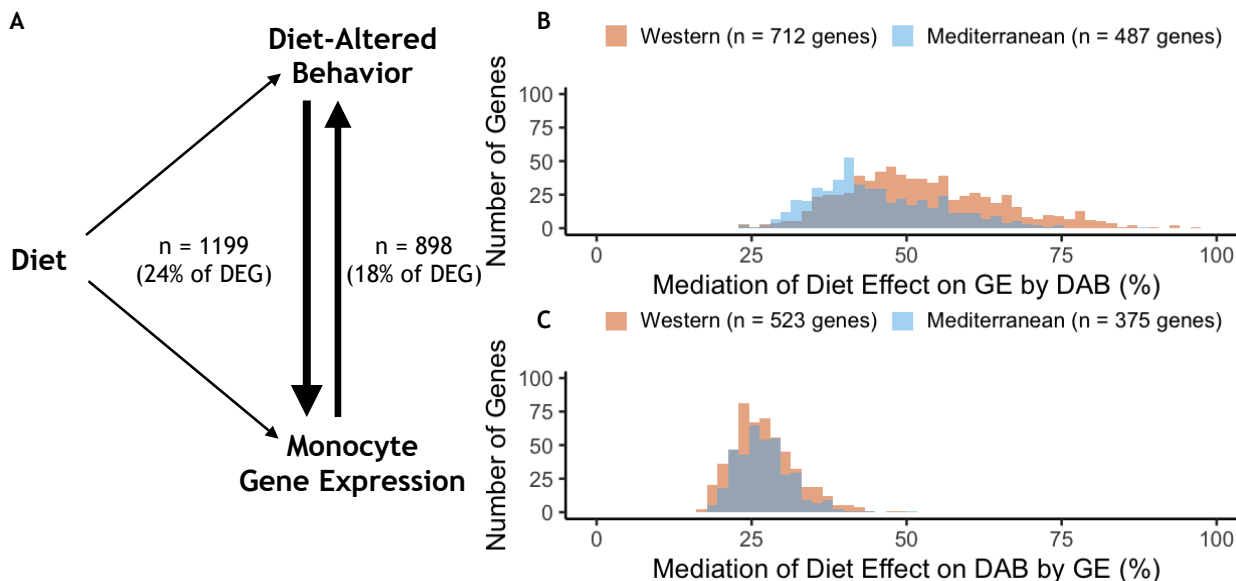 A
Diet-Altered
Behavior
Diet
n = 1199
(24% of DEG)
n = 898
(18% of DEG)
Monocyte
Gene Expression
B
Western (n = 712 genes) Mediterranean (n = 487 genes)
Number of Genes
100
75
50
25
0
0 25 50 75 100
Mediation of Diet Effect on GE by DAB (%)
C
Western (n = 523 genes) Mediterranean (n = 375 genes)
Number of Genes
100
75
50
25
0
0 25 50 75 100
Mediation of Diet Effect on DAB by GE (%)